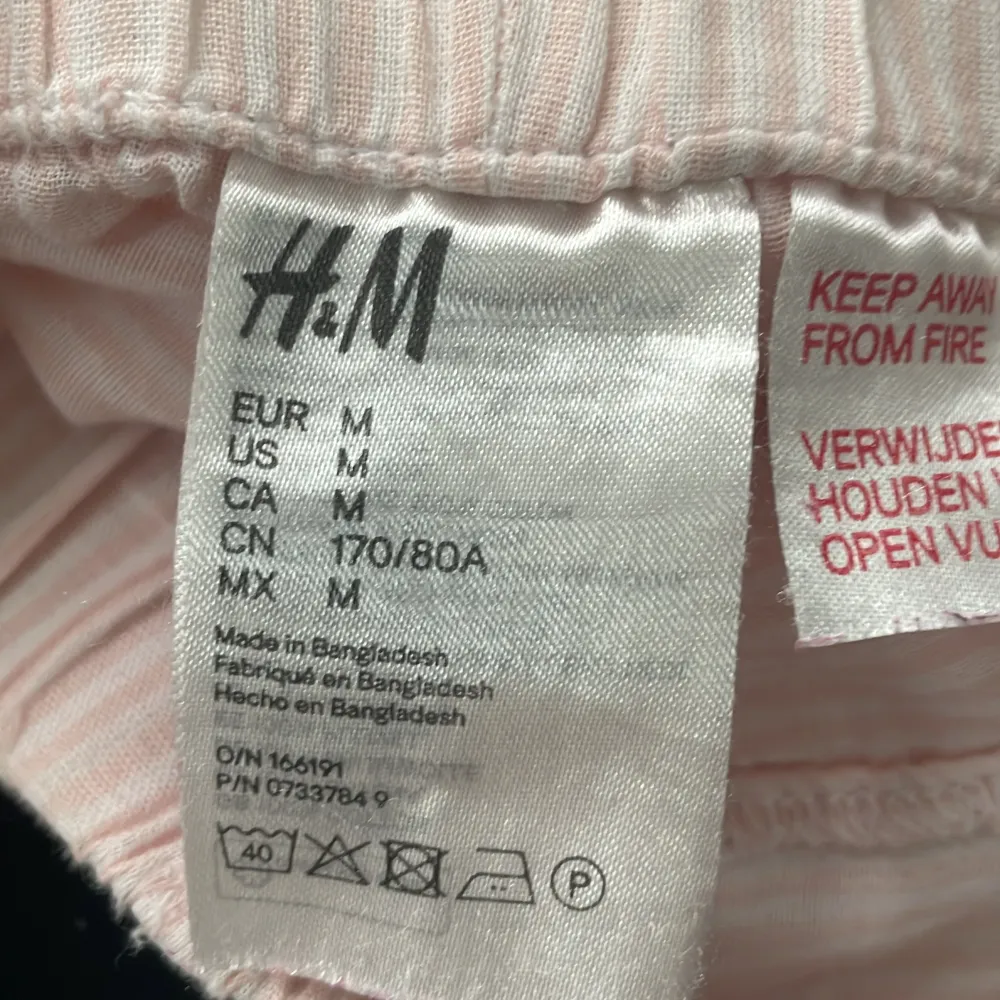 H&M
EUR M
US M
CA M
CN 170/80A
MX M
Made in Bangladesh
Fabriqué en Bangladesh
Hecho en Bangladesh
O/N 166191
P/N 0733784 9
40
P
KEEP AWAY
FROM FIRE
VERWIJDE
HOUDEN
OPEN VU